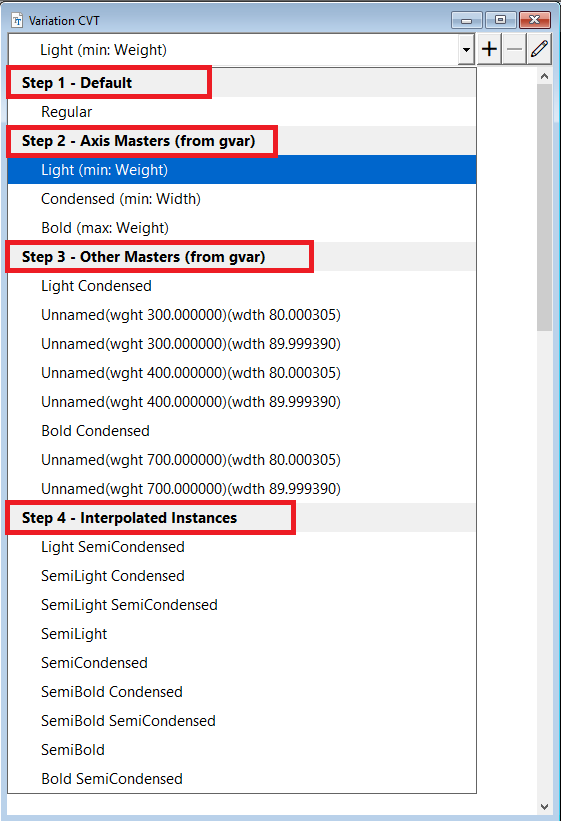 Variation CVT
Light (min: Weight)
Step 1 - Default
Regular
Step 2 - Axis Masters (from gvar)
Light (min: Weight)
Condensed (min: Width)
Bold (max: Weight)
Step 3 - Other Masters (from gvar)
Light Condensed
Unnamed(wght 300.000000)(wdth 80.000305)
Unnamed(wght 300.000000)(wdth 89.999390)
Unnamed(wght 400.000000)(wdth 80.000305)
Unnamed(wght 400.000000)(wdth 89.999390)
Bold Condensed
Unnamed(wght 700.000000)(wdth 80.000305)
Unnamed(wght 700.000000)(wdth 89.999390)
Step 4 - Interpolated Instances
Light SemiCondensed
SemiLight Condensed
SemiLight SemiCondensed
SemiLight
SemiCondensed
SemiBold Condensed
SemiBold SemiCondensed
SemiBold
Bold SemiCondensed